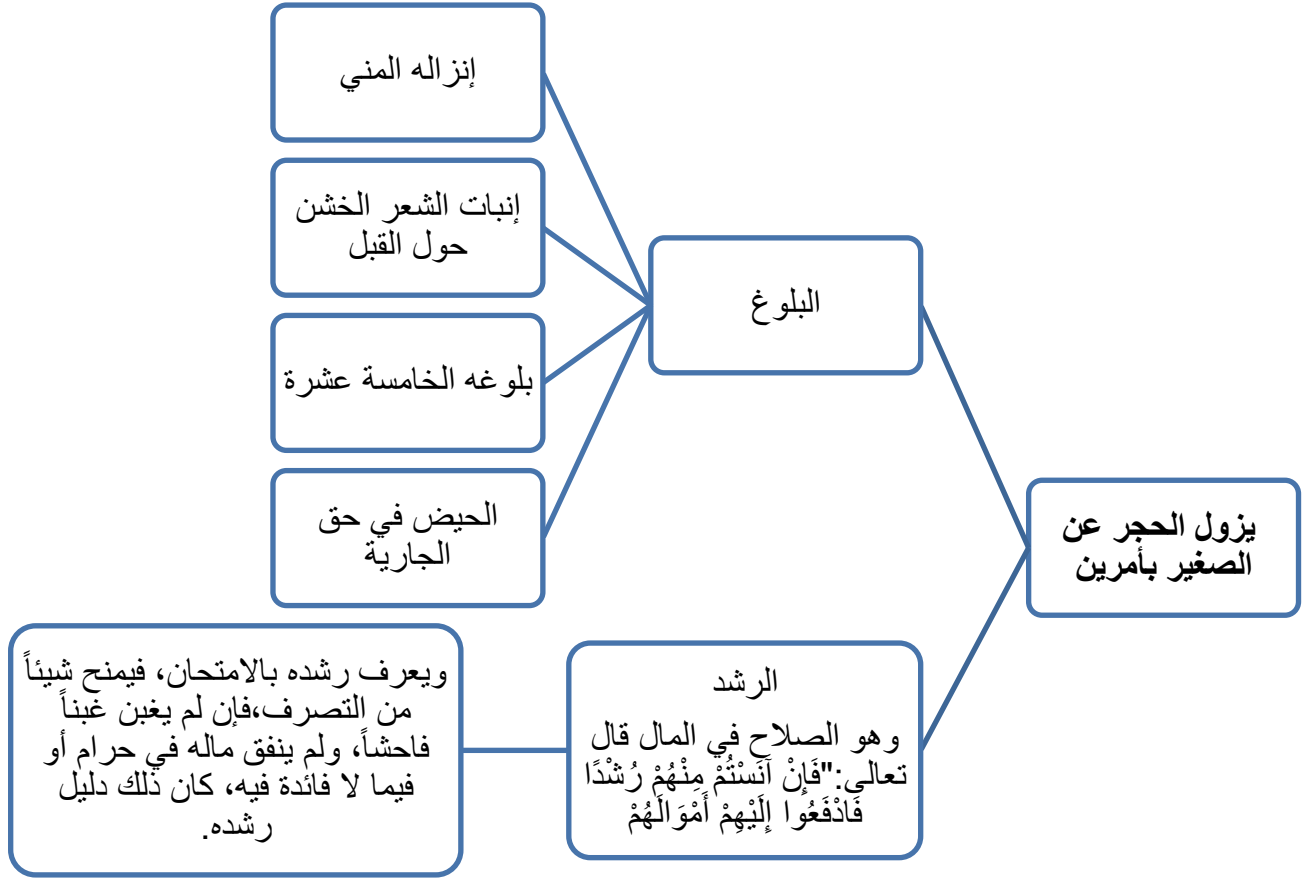 يزول الحجر عن
الصغير بأمرين
البلوغ
إنزاله المني
إنبات الشعر الخشن
حول القبل
بلوغه الخامسة عشرة
الحيض في حق
الجارية
الرشد
وهو الصلاح في المال قال
تعالى:"فَإِنْ آنَسْتُمْ مِنْهُمْ رُشْدًا
فَادْفَعُوا إِلَيْهِمْ أَمْوَالَهُمْ
ويعرف رشده بالامتحان، فيمنح شيئاً
من التصرف،فإن لم يغبن غبناً
فاحشاً، ولم ينفق ماله في حرام أو
فيما لا فائدة فيه، كان ذلك دليل
رشده.